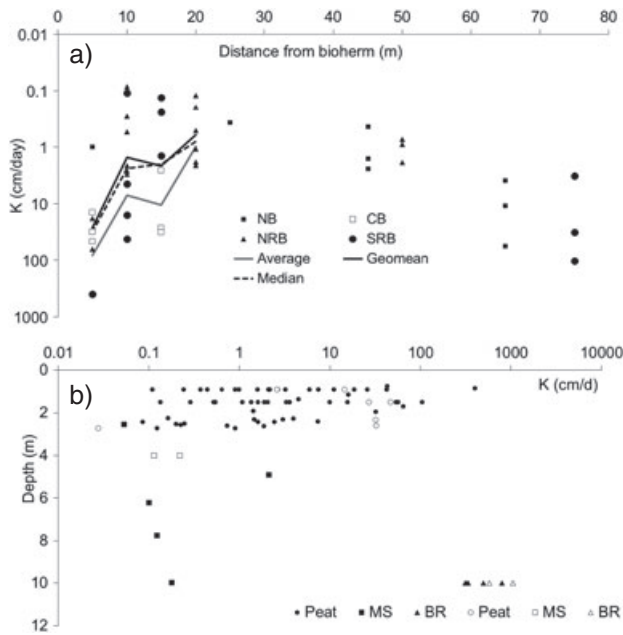 0 10 20 30 40 50 60 70 80
0.01
Distance from bioherm (m)
a)
0.1
1
10
100
1000
K (cm/day)
NB CB
NRB SRB
Average Geomean
Median
0.01 0.1 1 10 100 1000 10000
K (cm/d)
b)
0
2
4
6
8
10
12
Depth (m)
Peat MS BR Peat MS BR